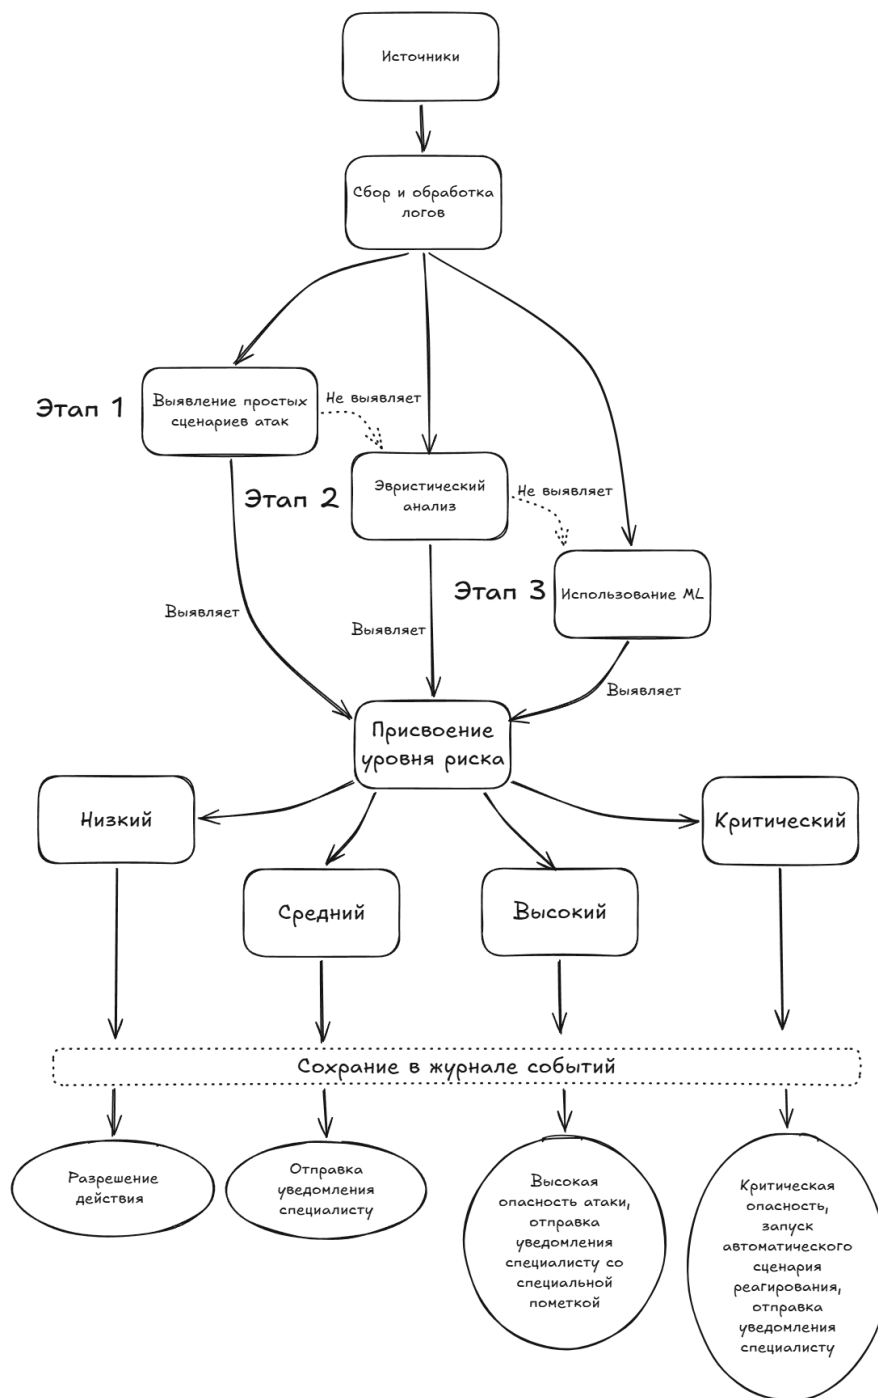 Источники
Сбор и обработка
логов
Этап 1
Выявление простых
сценариев атак
Не выявляет
Этап 2
Эвристический
анализ
Не выявляет
Этап 3
Использование ML
Выявляет
Выявляет
Выявляет
Присвоение
уровня риска
Низкий
Критический
Средний
Высокий
Сохрание в журнале событий
Разрешение
действия
Отправка
уведомления
специалисту
Высокая
опасность атаки,
отправка
уведомления
специалисту со
специальной
пометкой
Критическая
опасность,
запуск
автоматического
сценария
реагирования,
отправка
уведомления
специалисту